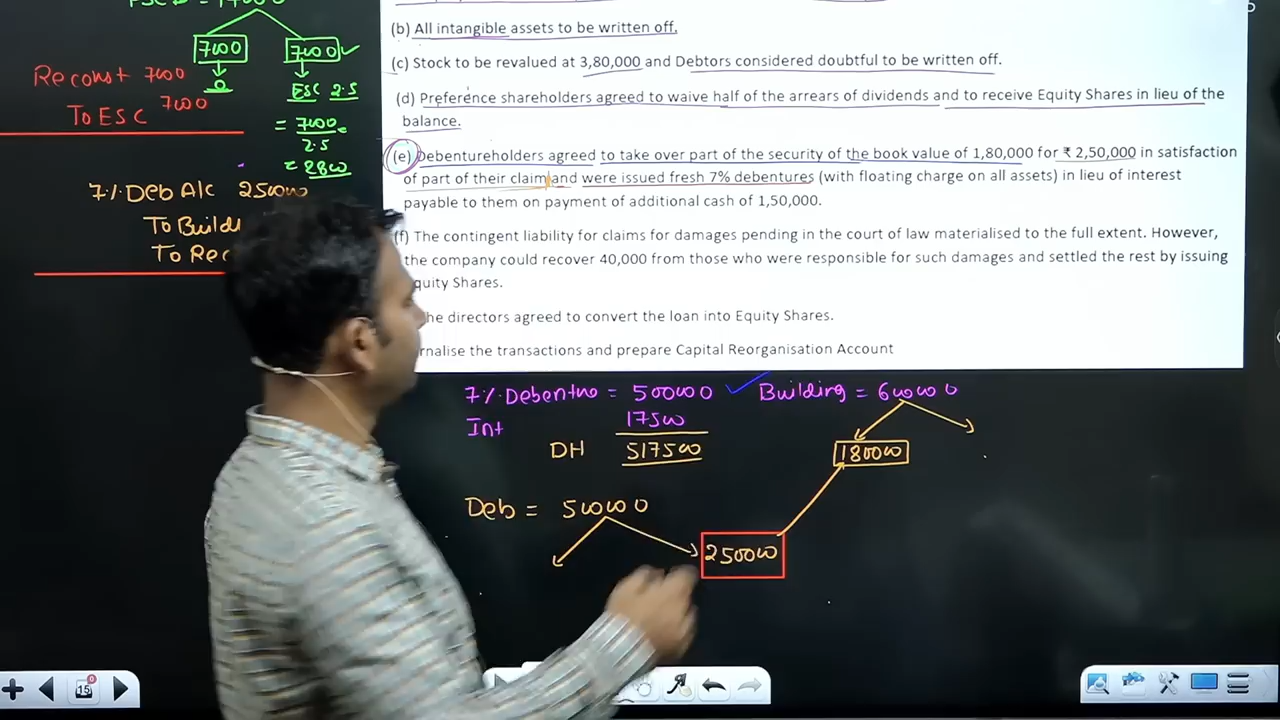 = 17000
7000 7000
0 ESC 2.5
= 7000
2.5
= 2800
Reconst 7000
To ESC 7000
7% Deb A/c 250000
To Build
To Rec
(b) All intangible assets to be written off.
(c) Stock to be revalued at 3,80,000 and Debtors considered doubtful to be written off.
(d) Preference shareholders agreed to waive half of the arrears of dividends and to receive Equity Shares in lieu of the
balance.
(e) Debentureholders agreed to take over part of the security of the book value of 1,80,000 for ₹ 2,50,000 in satisfaction
of part of their claim and were issued fresh 7% debentures (with floating charge on all assets) in lieu of interest
payable to them on payment of additional cash of 1,50,000.
(f) The contingent liability for claims for damages pending in the court of law materialised to the full extent. However,
the company could recover 40,000 from those who were responsible for such damages and settled the rest by issuing
quity Shares.
he directors agreed to convert the loan into Equity Shares.
rnalise the transactions and prepare Capital Reorganisation Account
7% Debentue = 500000 Building = 600000
Int 17500
DH 517500 180000
Deb = 500000
250000
15